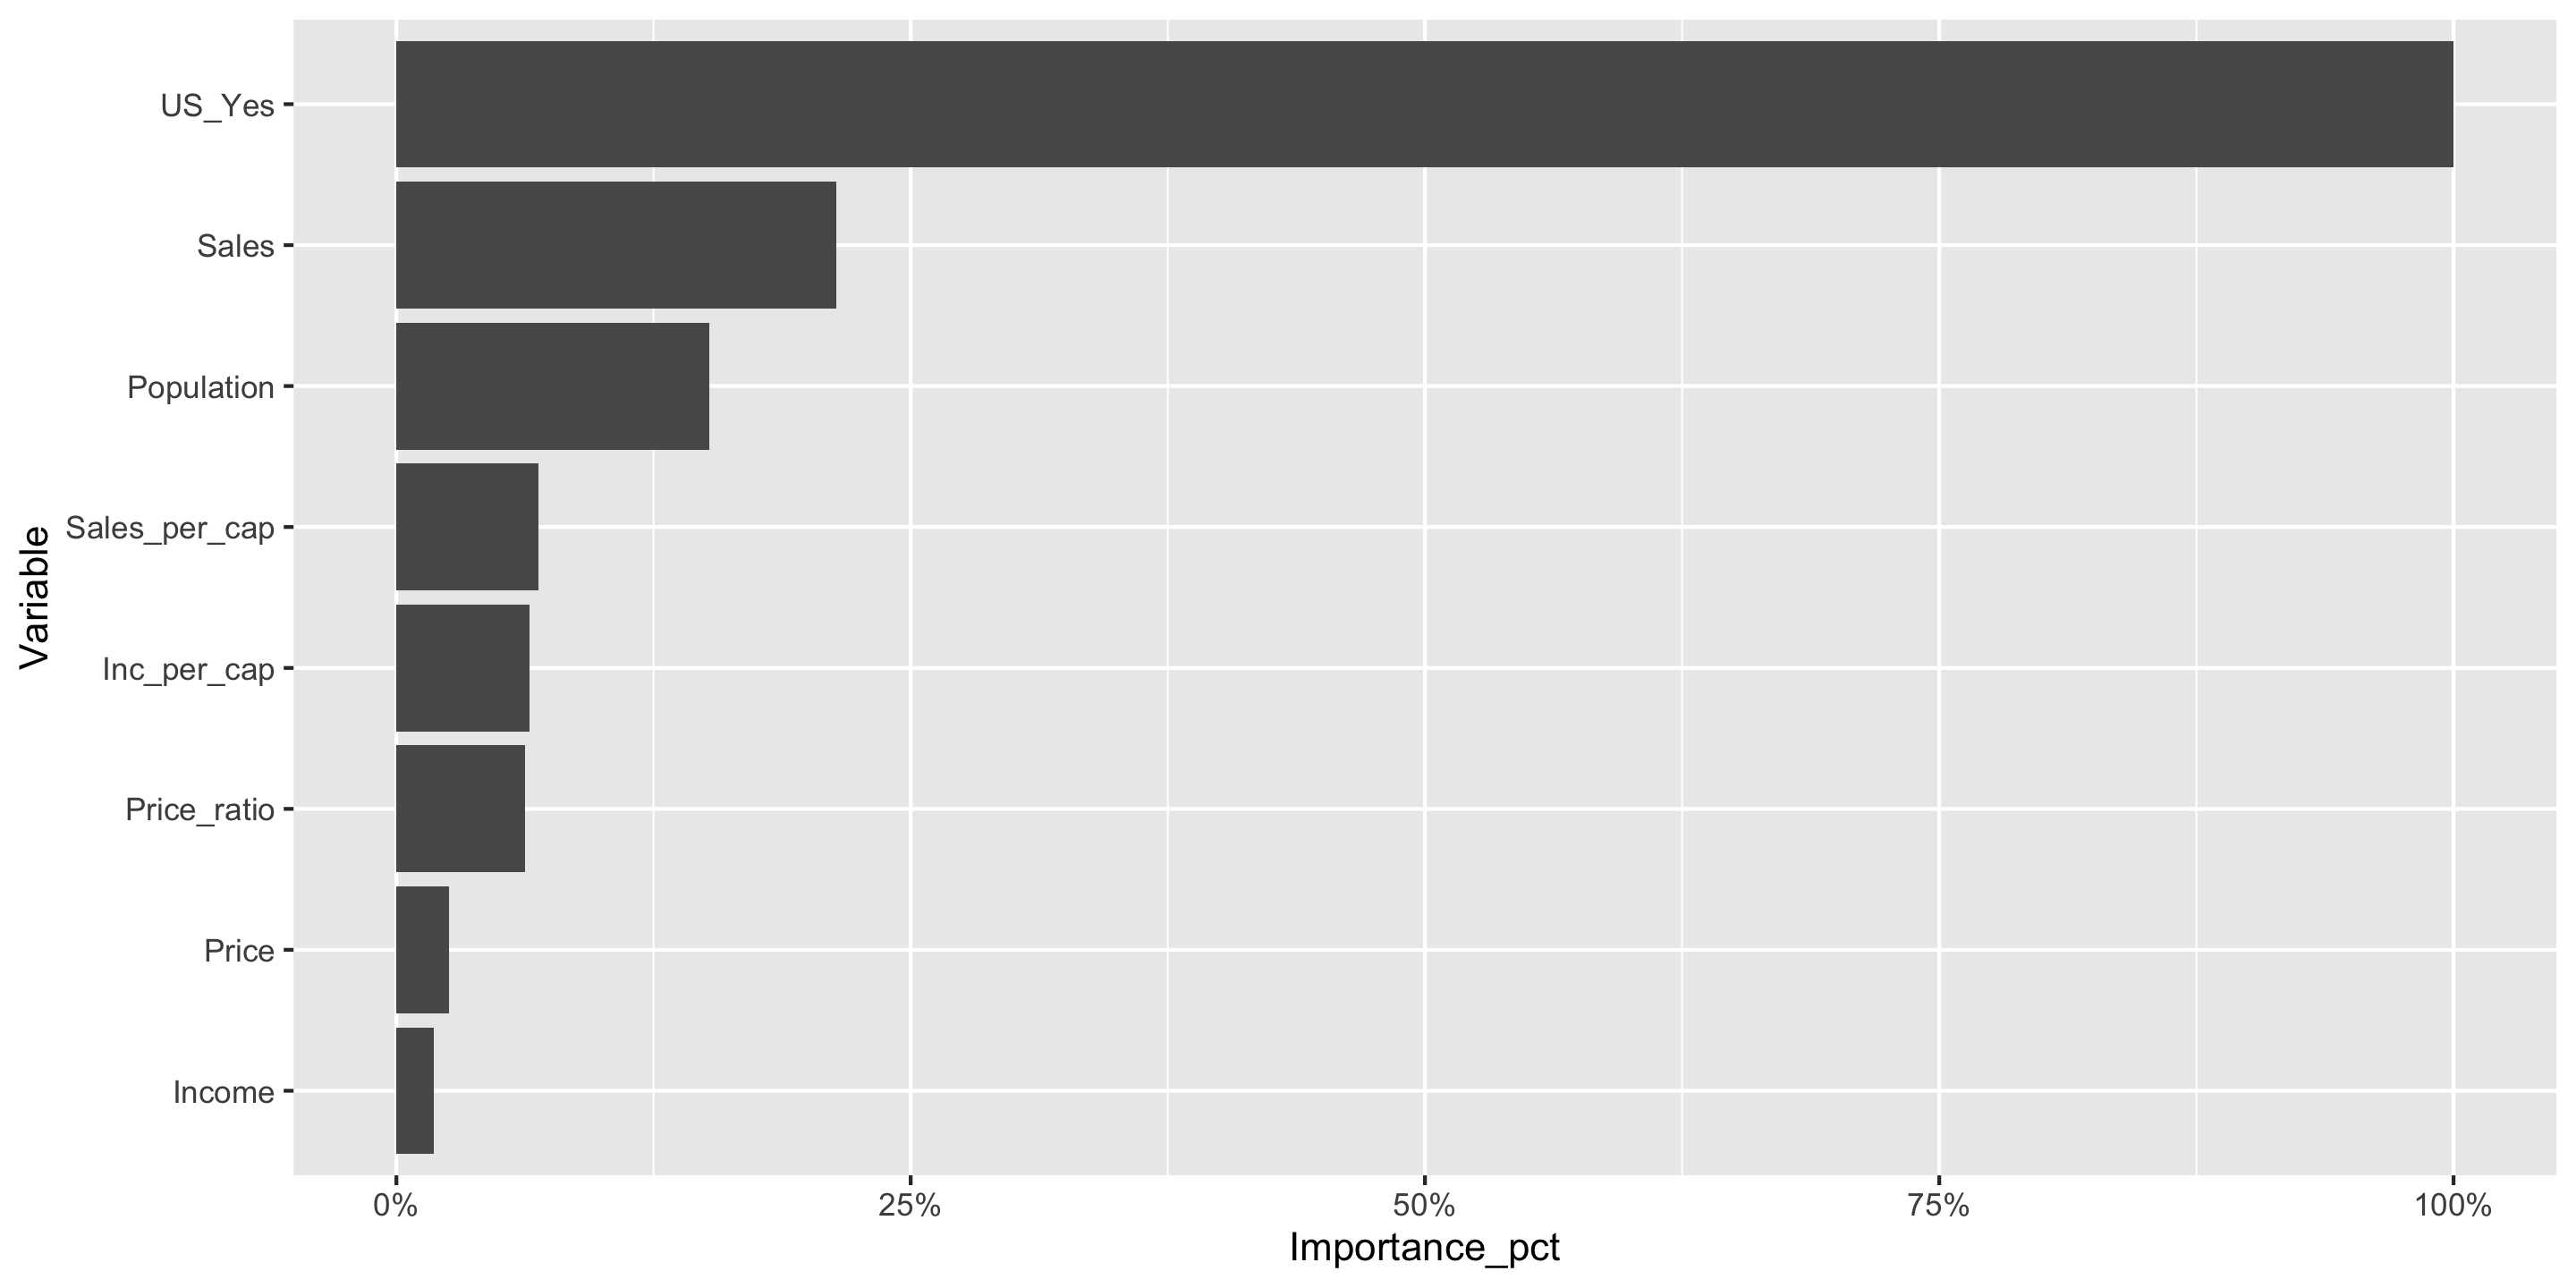 US_Yes
Sales
Population
Sales_per_cap
Inc_per_cap
Price_ratio
Price
Income
Variable
0%
25%
50%
75%
100%
Importance_pct